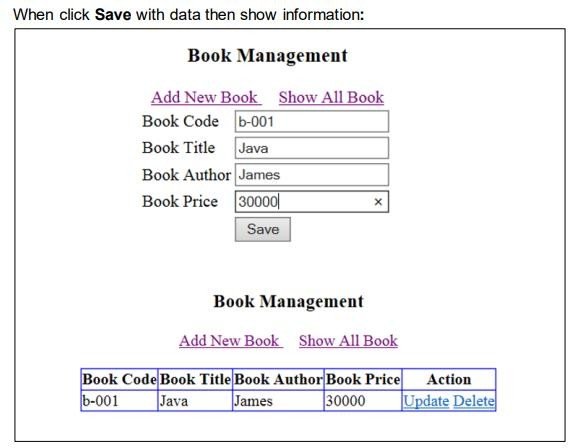 When click Save with data then show information:
Book Management
Add New Book Show All Book
Book Code b-001
Book Title Java
Book Author James
Book Price 30000 ×
Save
Book Management
Add New Book Show All Book
Book Code Book Title Book Author Book Price Action
b-001 Java James 30000 Update Delete